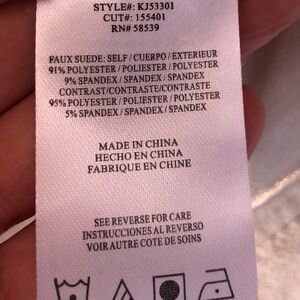 STYLE#: KJ53301
CUT#: 155401
RN# 58539
FAUX SUEDE: SELF / CUERPO / EXTERIEUR
91% POLYESTER / POLIESTER / POLYESTER
9% SPANDEX / SPANDEX / SPANDEX
CONTRAST/CONTRASTE/CONTRASTE
95% POLYESTER / POLIESTER / POLYESTER
5% SPANDEX / SPANDEX / SPANDEX
MADE IN CHINA
HECHO EN CHINA
FABRIQUE EN CHINE
SEE REVERSE FOR CARE
INSTRUCCIONES AL REVERSO
VOIR AUTRE COTE DE SOINS